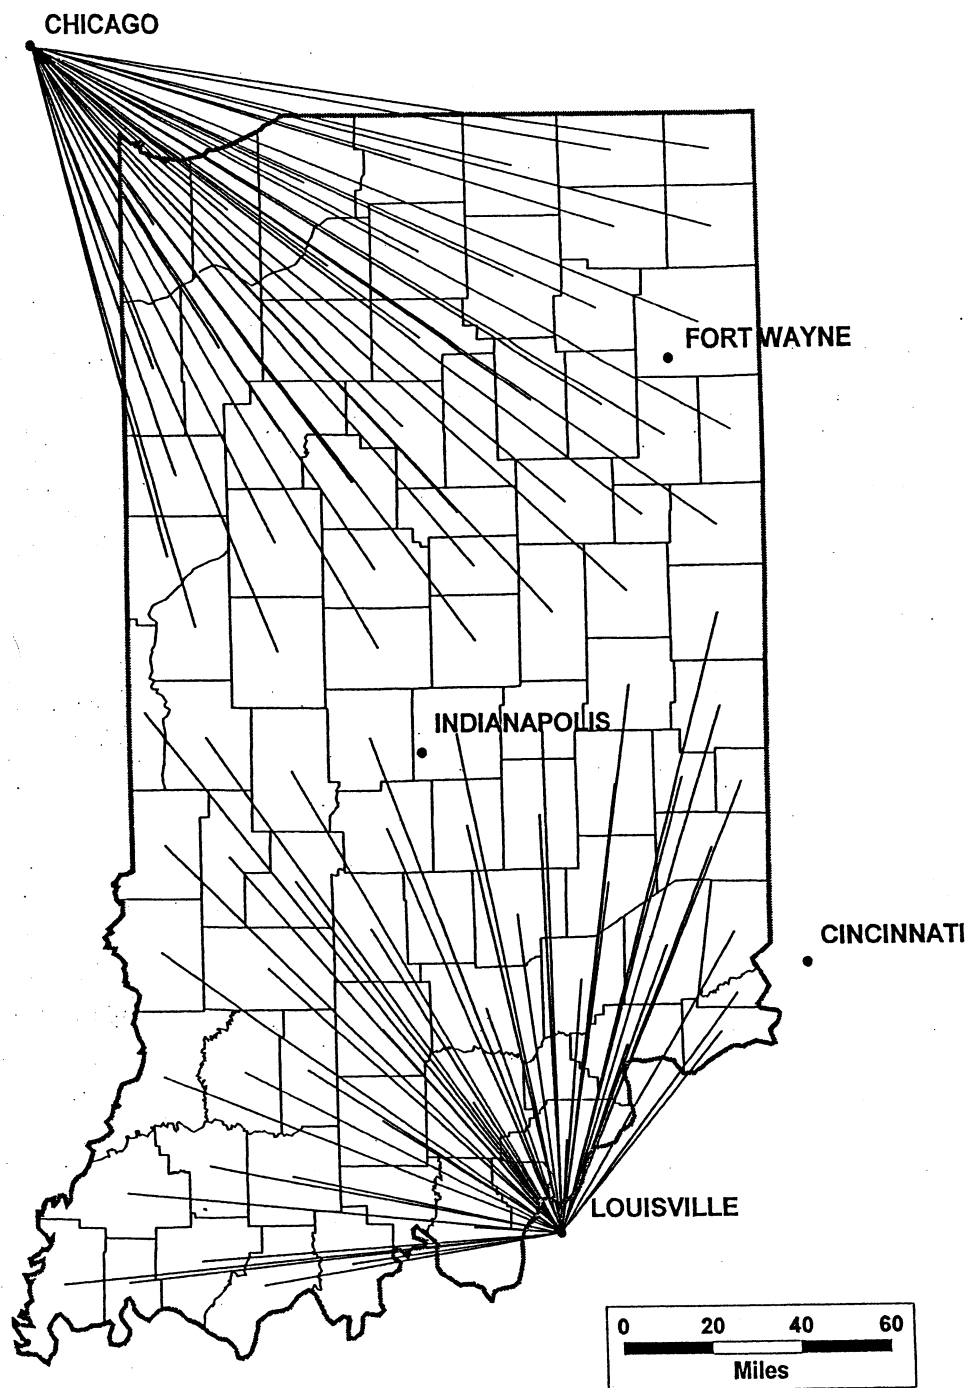 CHICAGO
FORT WAYNE
INDIANAPOLIS
CINCINNATI
LOUISVILLE
0 20 40 60
Miles